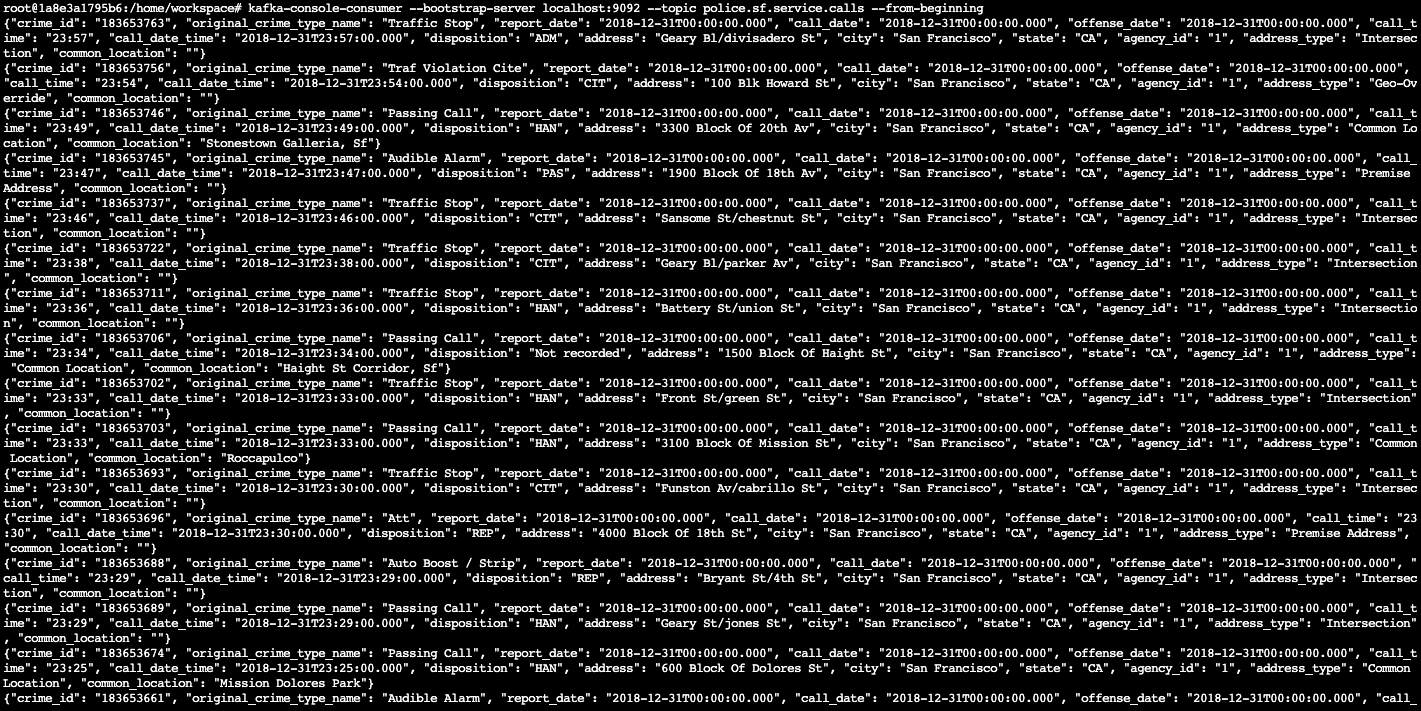 root@1a8e3a1795b6:/home/workspace# kafka-console-consumer --bootstrap-server localhost:9092 --topic police.sf.service.calls --from-beginning
{"crime_id": "183653763", "original_crime_type_name": "Traffic Stop", "report_date": "2018-12-31T00:00:00.000", "call_date": "2018-12-31T00:00:00.000", "offense_date": "2018-12-31T00:00:00.000", "call_t
ime": "23:57", "call_date_time": "2018-12-31T23:57:00.000", "disposition": "ADM", "address": "Geary Bl/divisadero St", "city": "San Francisco", "state": "CA", "agency_id": "1", "address_type": "Intersec
tion", "common_location": ""}
{"crime_id": "183653756", "original_crime_type_name": "Traf Violation Cite", "report_date": "2018-12-31T00:00:00.000", "call_date": "2018-12-31T00:00:00.000", "offense_date": "2018-12-31T00:00:00.000",
"call_time": "23:54", "call_date_time": "2018-12-31T23:54:00.000", "disposition": "CIT", "address": "100 Blk Howard St", "city": "San Francisco", "state": "CA", "agency_id": "1", "address_type": "Geo-Ov
erride", "common_location": ""}
{"crime_id": "183653746", "original_crime_type_name": "Passing Call", "report_date": "2018-12-31T00:00:00.000", "call_date": "2018-12-31T00:00:00.000", "offense_date": "2018-12-31T00:00:00.000", "call_t
ime": "23:49", "call_date_time": "2018-12-31T23:49:00.000", "disposition": "HAN", "address": "3300 Block Of 20th Av", "city": "San Francisco", "state": "CA", "agency_id": "1", "address_type": "Common Lo
cation", "common_location": "Stonestown Galleria, Sf"}
{"crime_id": "183653745", "original_crime_type_name": "Audible Alarm", "report_date": "2018-12-31T00:00:00.000", "call_date": "2018-12-31T00:00:00.000", "offense_date": "2018-12-31T00:00:00.000", "call_
time": "23:47", "call_date_time": "2018-12-31T23:47:00.000", "disposition": "PAS", "address": "1900 Block Of 18th Av", "city": "San Francisco", "state": "CA", "agency_id": "1", "address_type": "Premise
Address", "common_location": ""}
{"crime_id": "183653737", "original_crime_type_name": "Traffic Stop", "report_date": "2018-12-31T00:00:00.000", "call_date": "2018-12-31T00:00:00.000", "offense_date": "2018-12-31T00:00:00.000", "call_t
ime": "23:46", "call_date_time": "2018-12-31T23:46:00.000", "disposition": "CIT", "address": "Sansome St/chestnut St", "city": "San Francisco", "state": "CA", "agency_id": "1", "address_type": "Intersec
tion", "common_location": ""}
{"crime_id": "183653722", "original_crime_type_name": "Traffic Stop", "report_date": "2018-12-31T00:00:00.000", "call_date": "2018-12-31T00:00:00.000", "offense_date": "2018-12-31T00:00:00.000", "call_t
ime": "23:38", "call_date_time": "2018-12-31T23:38:00.000", "disposition": "CIT", "address": "Geary Bl/parker Av", "city": "San Francisco", "state": "CA", "agency_id": "1", "address_type": "Intersection
", "common_location": ""}
{"crime_id": "183653711", "original_crime_type_name": "Traffic Stop", "report_date": "2018-12-31T00:00:00.000", "call_date": "2018-12-31T00:00:00.000", "offense_date": "2018-12-31T00:00:00.000", "call_t
ime": "23:36", "call_date_time": "2018-12-31T23:36:00.000", "disposition": "HAN", "address": "Battery St/union St", "city": "San Francisco", "state": "CA", "agency_id": "1", "address_type": "Intersectio
n", "common_location": ""}
{"crime_id": "183653706", "original_crime_type_name": "Passing Call", "report_date": "2018-12-31T00:00:00.000", "call_date": "2018-12-31T00:00:00.000", "offense_date": "2018-12-31T00:00:00.000", "call_t
ime": "23:34", "call_date_time": "2018-12-31T23:34:00.000", "disposition": "Not recorded", "address": "1500 Block Of Haight St", "city": "San Francisco", "state": "CA", "agency_id": "1", "address_type":
"Common Location", "common_location": "Haight St Corridor, Sf"}
{"crime_id": "183653702", "original_crime_type_name": "Traffic Stop", "report_date": "2018-12-31T00:00:00.000", "call_date": "2018-12-31T00:00:00.000", "offense_date": "2018-12-31T00:00:00.000", "call_t
ime": "23:33", "call_date_time": "2018-12-31T23:33:00.000", "disposition": "HAN", "address": "Front St/green St", "city": "San Francisco", "state": "CA", "agency_id": "1", "address_type": "Intersection"
, "common_location": ""}
{"crime_id": "183653703", "original_crime_type_name": "Passing Call", "report_date": "2018-12-31T00:00:00.000", "call_date": "2018-12-31T00:00:00.000", "offense_date": "2018-12-31T00:00:00.000", "call_t
ime": "23:33", "call_date_time": "2018-12-31T23:33:00.000", "disposition": "HAN", "address": "3100 Block Of Mission St", "city": "San Francisco", "state": "CA", "agency_id": "1", "address_type": "Common
Location", "common_location": "Roccapulco"}
{"crime_id": "183653693", "original_crime_type_name": "Traffic Stop", "report_date": "2018-12-31T00:00:00.000", "call_date": "2018-12-31T00:00:00.000", "offense_date": "2018-12-31T00:00:00.000", "call_t
ime": "23:30", "call_date_time": "2018-12-31T23:30:00.000", "disposition": "CIT", "address": "Funston Av/cabrillo St", "city": "San Francisco", "state": "CA", "agency_id": "1", "address_type": "Intersec
tion", "common_location": ""}
{"crime_id": "183653696", "original_crime_type_name": "Att", "report_date": "2018-12-31T00:00:00.000", "call_date": "2018-12-31T00:00:00.000", "offense_date": "2018-12-31T00:00:00.000", "call_time": "23
:30", "call_date_time": "2018-12-31T23:30:00.000", "disposition": "REP", "address": "4000 Block Of 18th St", "city": "San Francisco", "state": "CA", "agency_id": "1", "address_type": "Premise Address",
"common_location": ""}
{"crime_id": "183653688", "original_crime_type_name": "Auto Boost / Strip", "report_date": "2018-12-31T00:00:00.000", "call_date": "2018-12-31T00:00:00.000", "offense_date": "2018-12-31T00:00:00.000", "
call_time": "23:29", "call_date_time": "2018-12-31T23:29:00.000", "disposition": "REP", "address": "Bryant St/4th St", "city": "San Francisco", "state": "CA", "agency_id": "1", "address_type": "Intersec
tion", "common_location": ""}
{"crime_id": "183653689", "original_crime_type_name": "Passing Call", "report_date": "2018-12-31T00:00:00.000", "call_date": "2018-12-31T00:00:00.000", "offense_date": "2018-12-31T00:00:00.000", "call_t
ime": "23:29", "call_date_time": "2018-12-31T23:29:00.000", "disposition": "HAN", "address": "Geary St/jones St", "city": "San Francisco", "state": "CA", "agency_id": "1", "address_type": "Intersection"
, "common_location": ""}
{"crime_id": "183653674", "original_crime_type_name": "Passing Call", "report_date": "2018-12-31T00:00:00.000", "call_date": "2018-12-31T00:00:00.000", "offense_date": "2018-12-31T00:00:00.000", "call_t
ime": "23:25", "call_date_time": "2018-12-31T23:25:00.000", "disposition": "HAN", "address": "600 Block Of Dolores St", "city": "San Francisco", "state": "CA", "agency_id": "1", "address_type": "Common
Location", "common_location": "Mission Dolores Park"}
{"crime_id": "183653661", "original_crime_type_name": "Audible Alarm", "report_date": "2018-12-31T00:00:00.000", "call_date": "2018-12-31T00:00:00.000", "offense_date": "2018-12-31T00:00:00.000", "call_